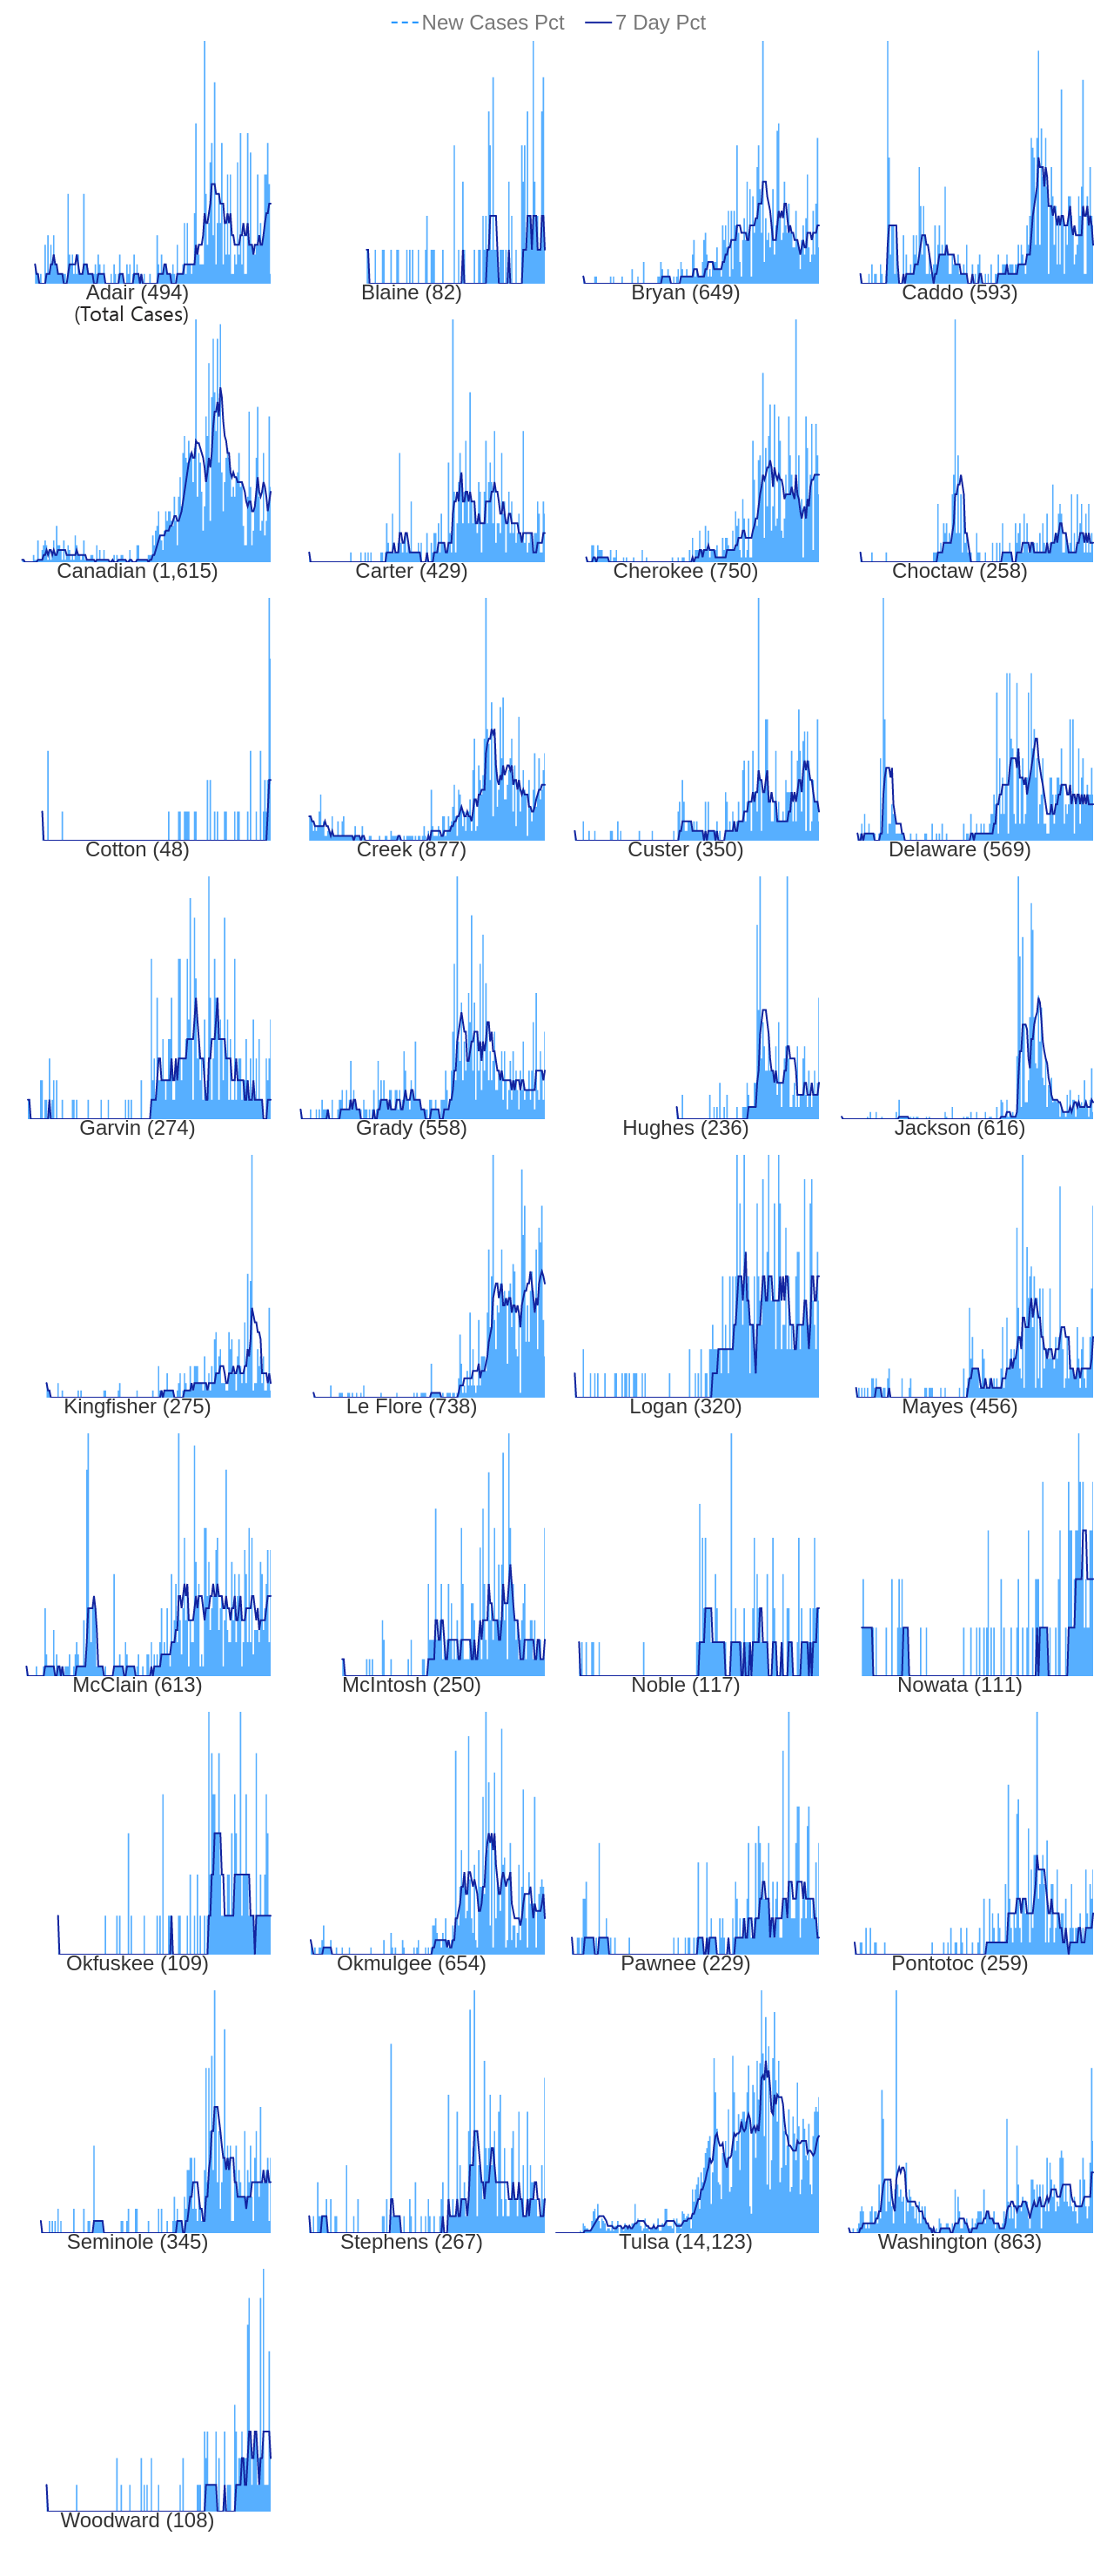 New Cases Pct 7 Day Pct
Adair (494) Blaine (82) Bryan (649) Caddo (593)
(Total Cases)
Canadian (1,615) Carter (429) Cherokee (750) Choctaw (258)
Cotton (48) Creek (877) Custer (350) Delaware (569)
Garvin (274) Grady (558) Hughes (236) Jackson (616)
Kingfisher (275) Le Flore (738) Logan (320) Mayes (456)
McClain (613) McIntosh (250) Noble (117) Nowata (111)
Okfuskee (109) Okmulgee (654) Pawnee (229) Pontotoc (259)
Seminole (345) Stephens (267) Tulsa (14,123) Washington (863)
Woodward (108)